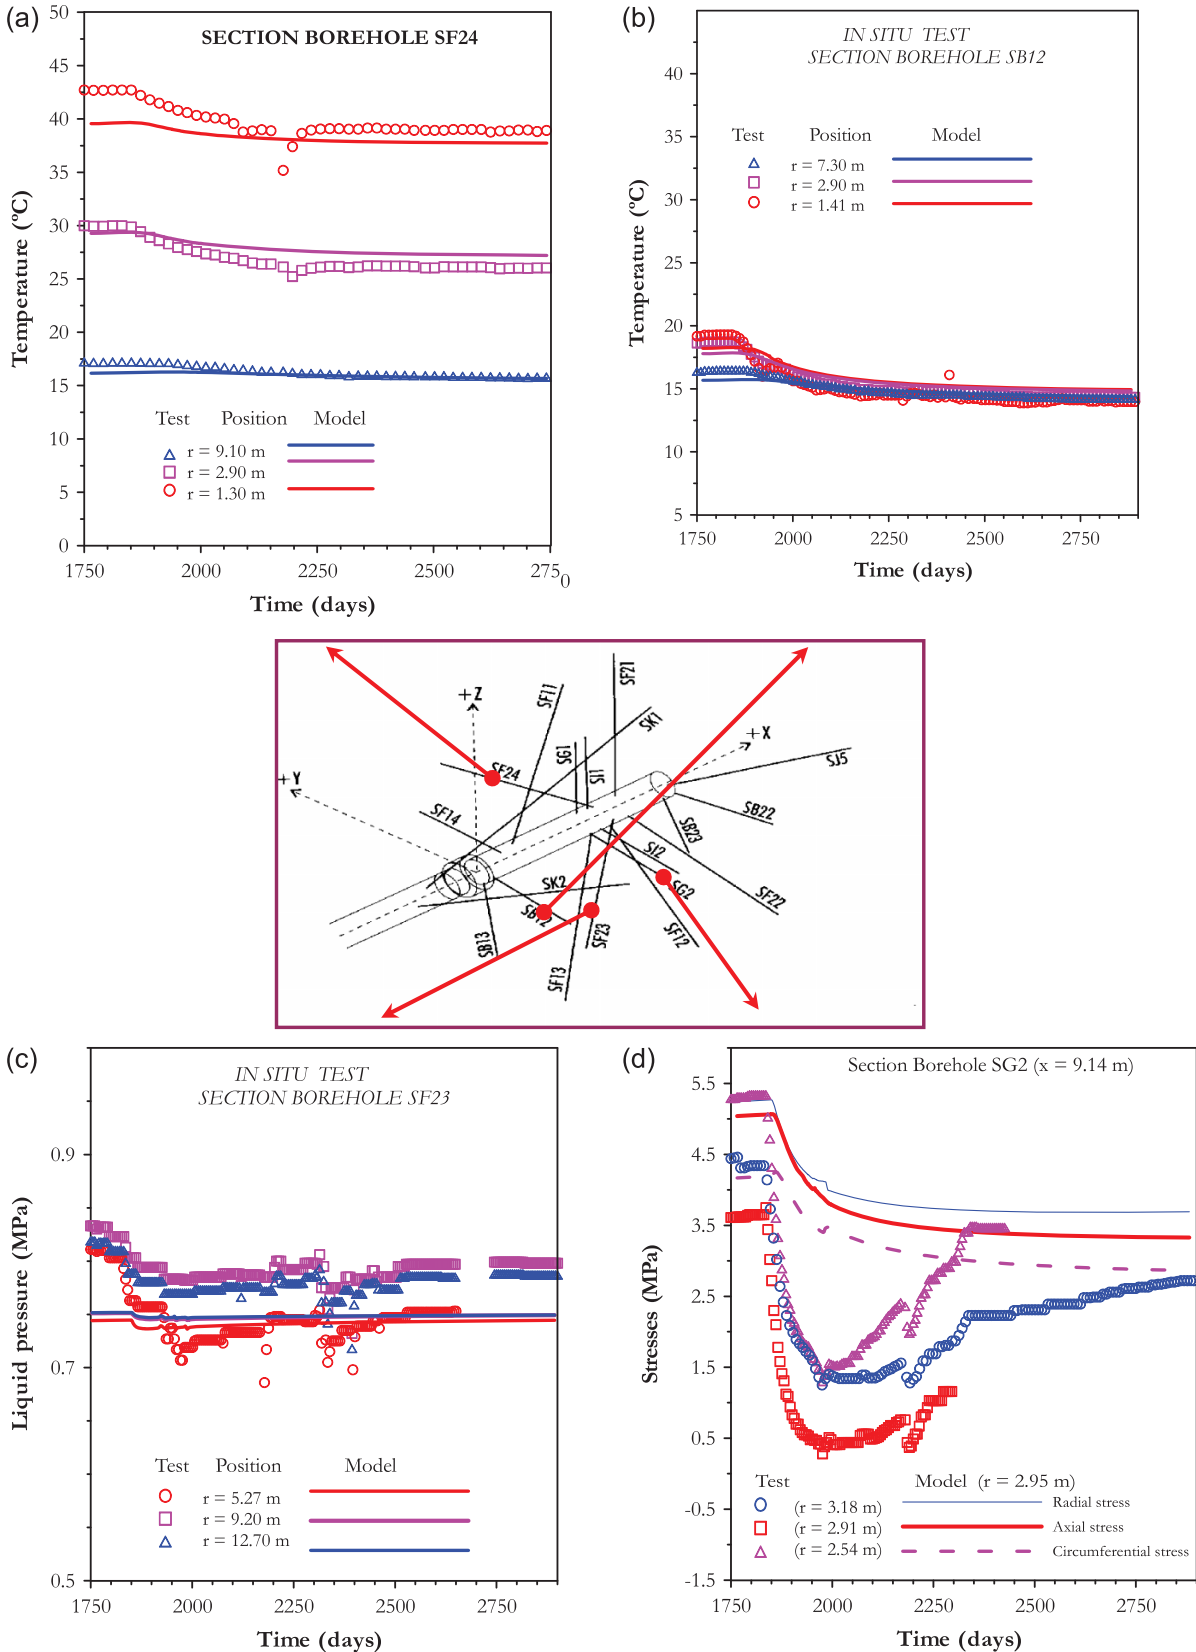 (a)
50
45
40
35
30
25
20
15
10
5
0
Temperature (ºC)
SECTION BOREHOLE SF24
Test Position Model
r = 9.10 m
r = 2.90 m
r = 1.30 m
1750 2000 2250 2500 2750
Time (days)
(b)
40
35
30
25
20
15
10
5
Temperature (ºC)
IN SITU TEST
SECTION BOREHOLE SB12
Test Position Model
r = 7.30 m
r = 2.90 m
r = 1.41 m
1750 2000 2250 2500 2750
Time (days)
+Z
+Y
+X
SF11
SF21
SK1
SG1
SI1
SF24
SJ5
SF14
SB22
SB23
SI2
SK2
SG2
SF22
SB12
SB13
SF23
SF12
SF13
(c)
0.9
0.7
0.5
Liquid pressure (MPa)
IN SITU TEST
SECTION BOREHOLE SF23
Test Position Model
r = 5.27 m
r = 9.20 m
r = 12.70 m
1750 2000 2250 2500 2750
Time (days)
(d)
5.5
4.5
3.5
2.5
1.5
0.5
-0.5
-1.5
Stresses (MPa)
Section Borehole SG2 (x = 9.14 m)
Test Model (r = 2.95 m)
(r = 3.18 m) Radial stress
(r = 2.91 m) Axial stress
(r = 2.54 m) Circumferential stress
1750 2000 2250 2500 2750
Time (days)